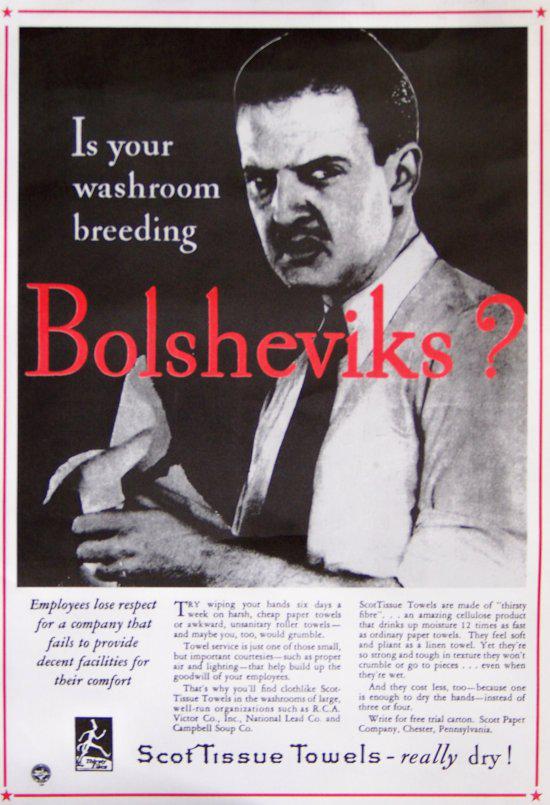 Is your
washroom
breeding
Bolsheviks ?
Employees lose respect
for a company that
fails to provide
decent facilities for
their comfort
TRY wiping your hands six days a
week on harsh, cheap paper towels
or awkward, unsanitary roller towels—
and maybe you, too, would grumble.
Towel service is just one of those small,
but important courtesies—such as proper
air and lighting—that help build up the
goodwill of your employees.
That's why you'll find clothlike Scot-
Tissue Towels in the washrooms of large,
well-run organizations such as R.C.A.
Victor Co., Inc., National Lead Co. and
Campbell Soup Co.
ScotTissue Towels are made of "thirsty
fibre". . . an amazing cellulose product
that drinks up moisture 12 times as fast
as ordinary paper towels. They feel soft
and pliant as a linen towel. Yet they're
so strong and tough in texture they won't
crumble or go to pieces . . . even when
they're wet.
And they cost less, too—because one
is enough to dry the hands—instead of
three or four.
Write for free trial carton. Scott Paper
Company, Chester, Pennsylvania.
Thirsty
Fibre
ScotTissue Towels - really dry!